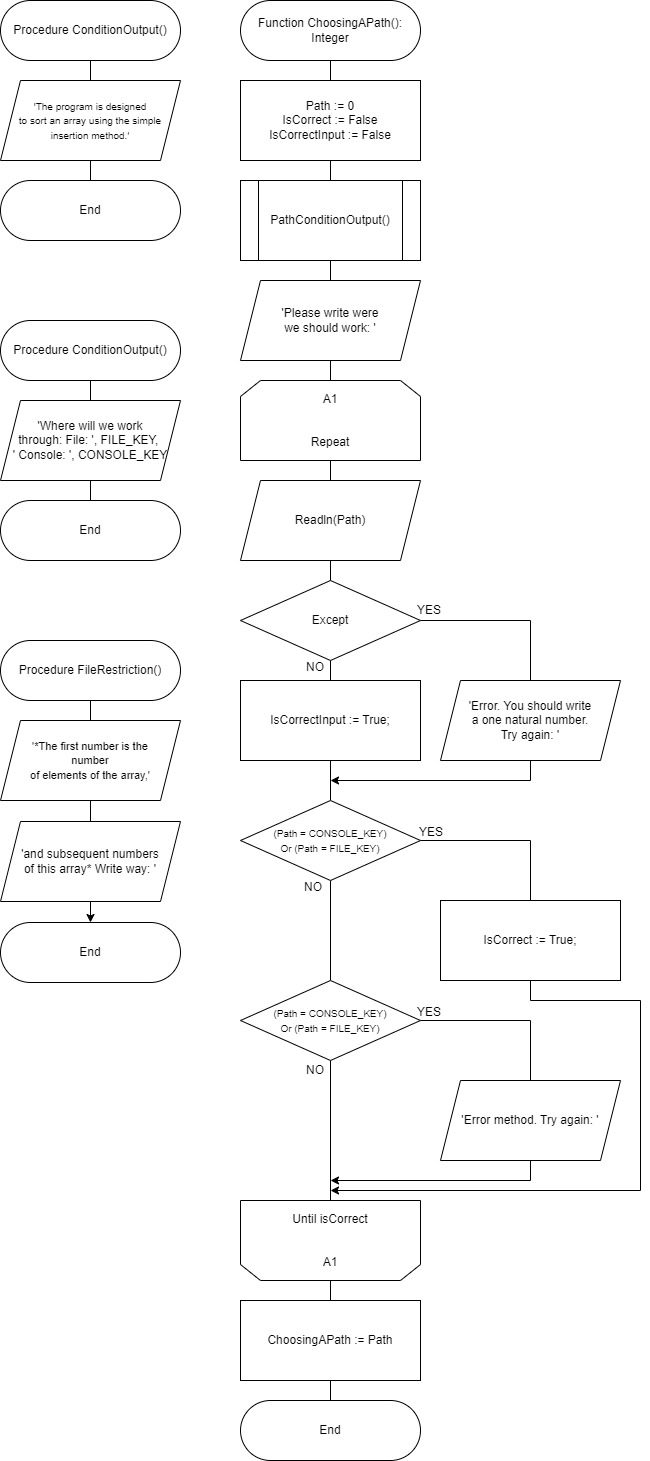 Procedure ConditionOutput()
'The program is designed
to sort an array using the simple
insertion method.'
End
Procedure ConditionOutput()
'Where will we work
through: File: ', FILE_KEY,
' Console: ', CONSOLE_KEY
End
Procedure FileRestriction()
'*The first number is the
number
of elements of the array,'
'and subsequent numbers
of this array* Write way: '
End
Function ChoosingAPath():
Integer
Path := 0
IsCorrect := False
IsCorrectInput := False
PathConditionOutput()
'Please write were
we should work: '
A1
Repeat
Readln(Path)
Except
YES
NO
IsCorrectInput := True;
'Error. You should write
a one natural number.
Try again: '
(Path = CONSOLE_KEY)
Or (Path = FILE_KEY)
YES
NO
IsCorrect := True;
(Path = CONSOLE_KEY)
Or (Path = FILE_KEY)
YES
NO
'Error method. Try again: '
Until isCorrect
A1
ChoosingAPath := Path
End